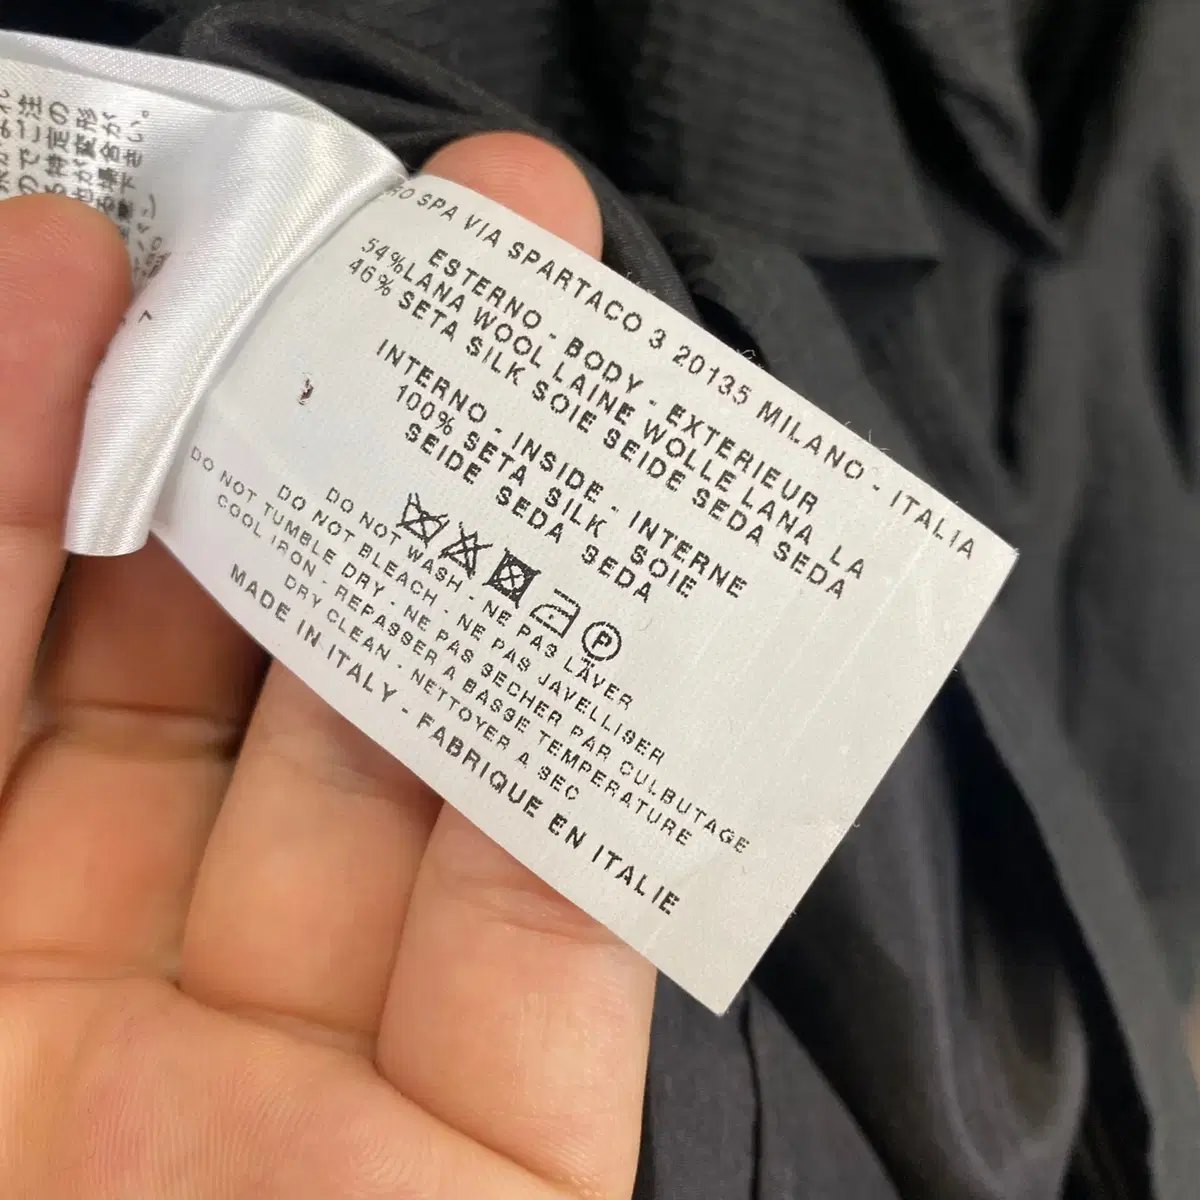 SPA VIA SPARTACO 3 20135 MILANO - ITALIA
ESTERNO - BODY - EXTERIEUR
54%LANA WOOL LAINE WOLLE LANA LA
46% SETA SILK SOIE SEIDE SEDA SEDA
INTERNO - INSIDE - INTERNE
100% SETA SILK SOIE
SEIDE SEDA SEDA
P
DO NOT WASH - NE PAS LAVER
DO NOT BLEACH - NE PAS JAVELLISER
DO NOT TUMBLE DRY - NE PAS SECHER PAR CULBUTAGE
COOL IRON - REPASSER A BASSE TEMPERATURE
DRY CLEAN - NETTOYER A SEC
MADE IN ITALY - FABRIQUE EN ITALIE